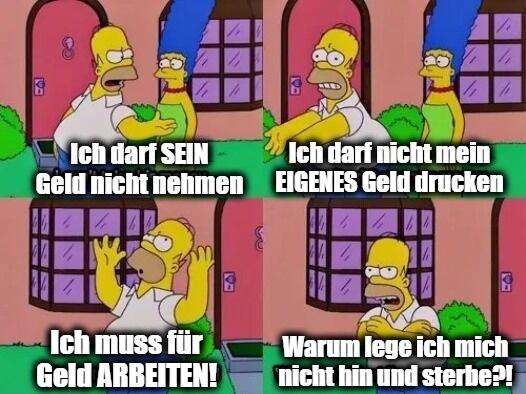 Ich darf SEIN
Geld nicht nehmen
Ich darf nicht mein
EIGENES Geld drucken
Ich muss für
Geld ARBEITEN!
Warum lege ich mich
nicht hin und sterbe?!